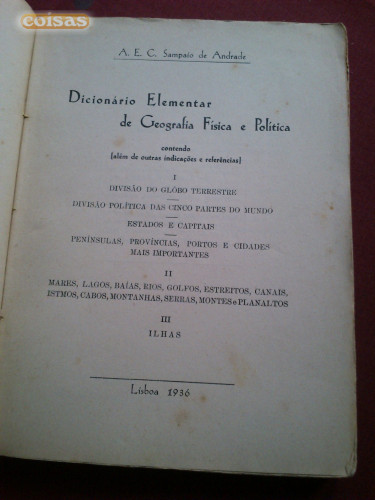 coisas
A. E. C. Sampaio de Andrade
Dicionário Elementar
de Geografia Física e Política
contendo
[além de outras indicações e referências]
I
DIVISÃO DO GLÔBO TERRESTRE
DIVISÃO POLÍTICA DAS CINCO PARTES DO MUNDO
ESTADOS E CAPITAIS
PENÍNSULAS, PROVÍNCIAS, PORTOS E CIDADES
MAIS IMPORTANTES
II
MARES, LAGOS, BAÍAS, RIOS, GOLFOS, ESTREITOS, CANAIS,
ISTMOS, CABOS, MONTANHAS, SERRAS, MONTES e PLANALTOS
III
ILHAS
Lisboa 1936